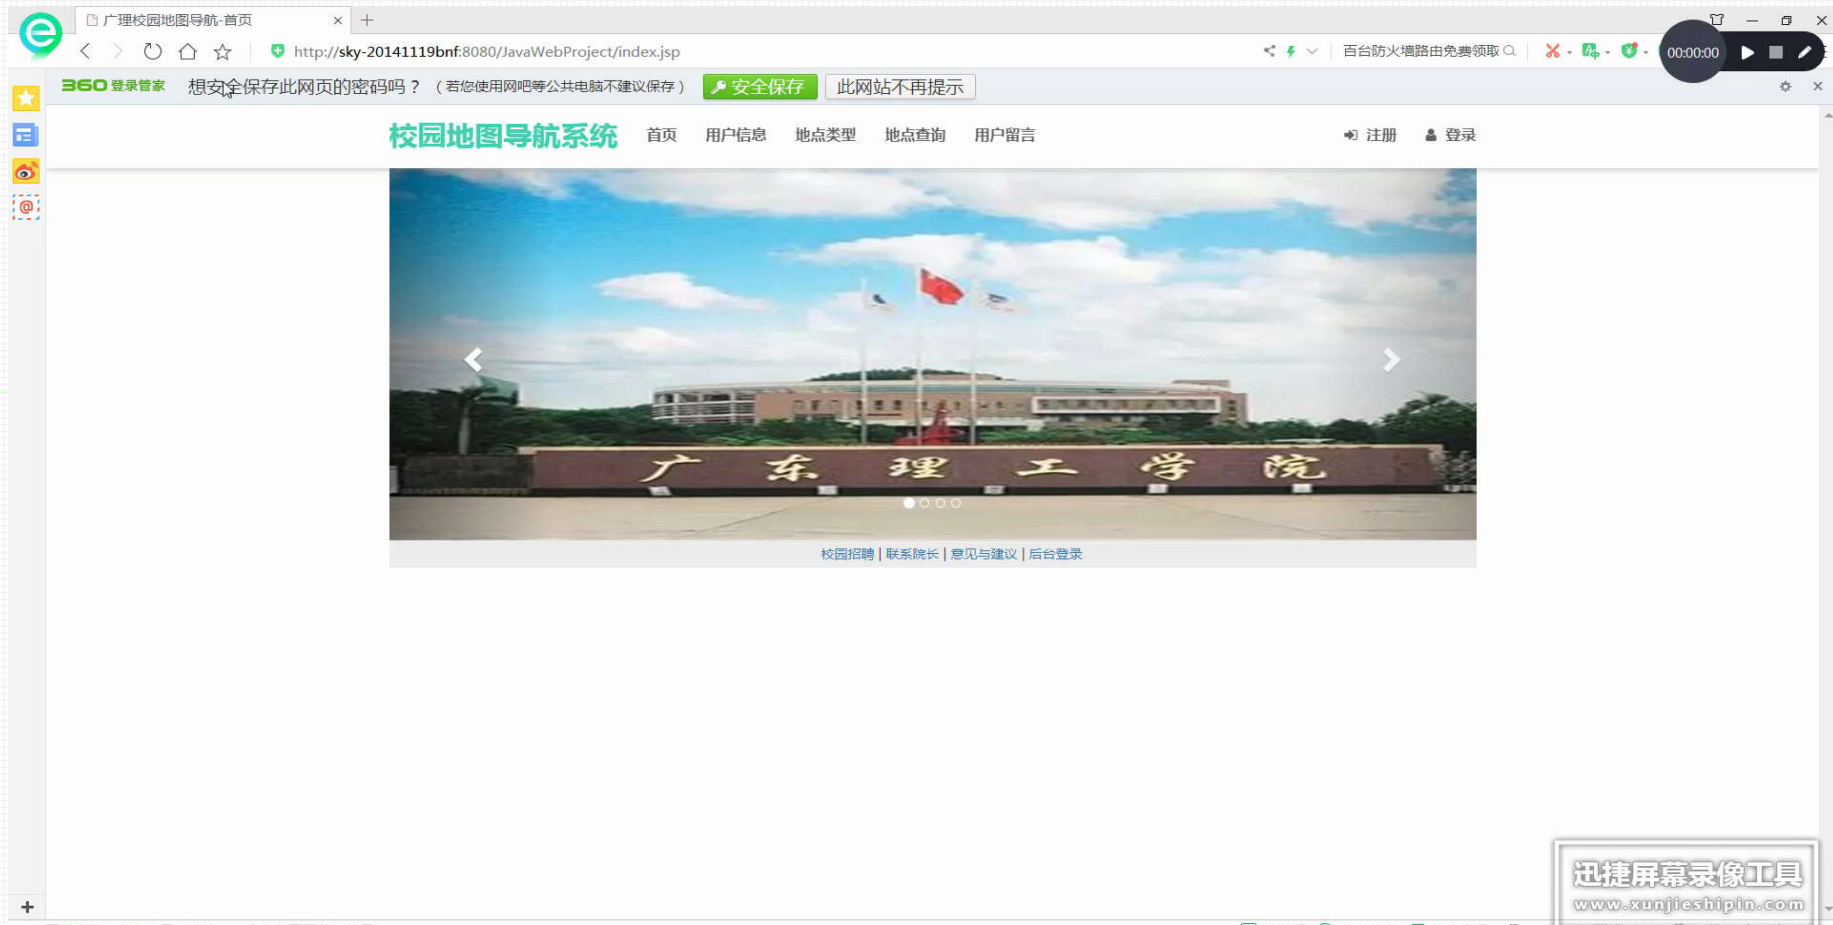 广理校园地图导航-首页
http://sky-20141119bnf:8080/JavaWebProject/index.jsp
百台防火墙路由免费领取
00:00:00
360 登录管家 想安全保存此网页的密码吗？（若您使用网吧等公共电脑不建议保存） 安全保存 此网站不再提示
校园地图导航系统 首页 用户信息 地点类型 地点查询 用户留言 注册 登录
广东理工学院
校园招聘 | 联系院长 | 意见与建议 | 后台登录
迅捷屏幕录像工具
www.xunjieshipin.com